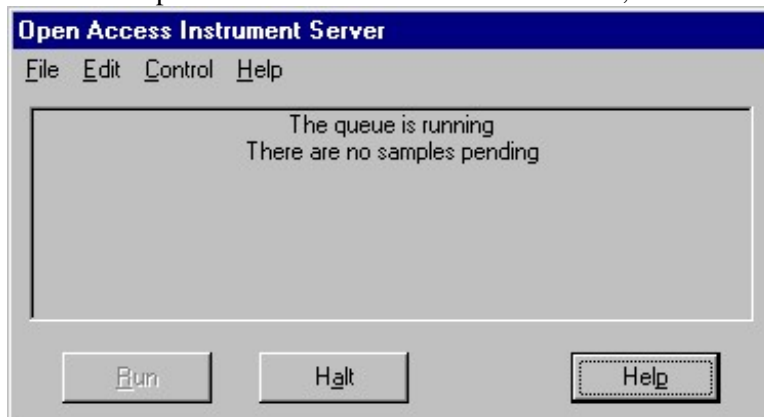 Open Access Instrument Server
File Edit Control Help
The queue is running
There are no samples pending
Run Halt Help